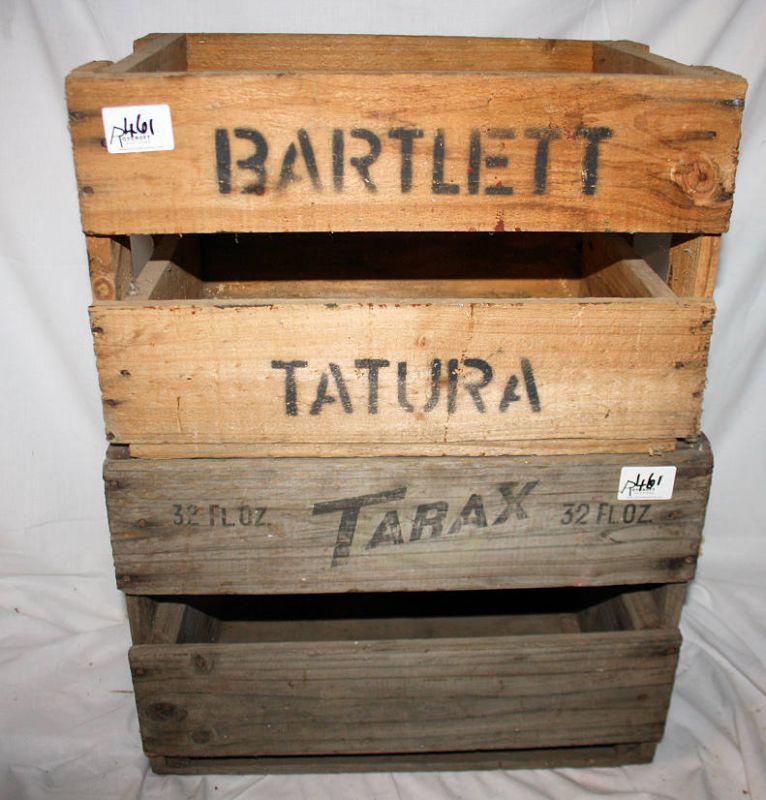 461
BARTLETT
TATURA
461
32 FL.OZ. TARAX 32 FL.OZ.